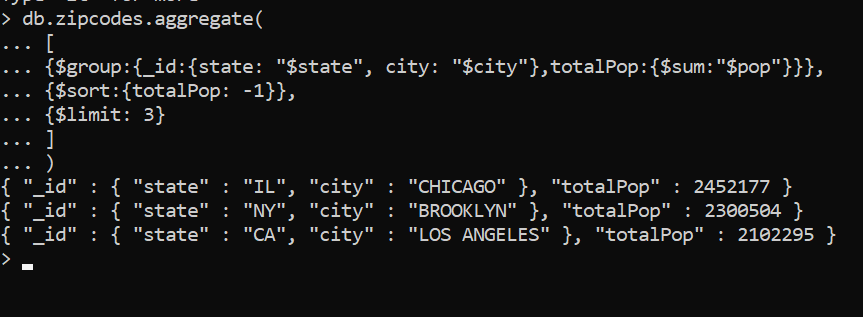 > db.zipcodes.aggregate(
... [
... {$group:{_id:{state: "$state", city: "$city"},totalPop:{$sum:"$pop"}}},
... {$sort:{totalPop: -1}},
... {$limit: 3}
... ]
... )
{ "_id" : { "state" : "IL", "city" : "CHICAGO" }, "totalPop" : 2452177 }
{ "_id" : { "state" : "NY", "city" : "BROOKLYN" }, "totalPop" : 2300504 }
{ "_id" : { "state" : "CA", "city" : "LOS ANGELES" }, "totalPop" : 2102295 }
>